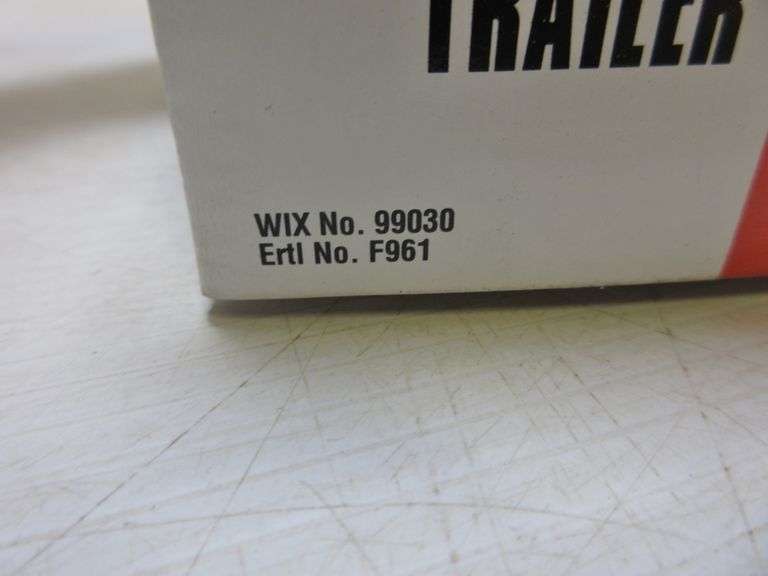 TRAILER
WIX No. 99030
Ertl No. F961